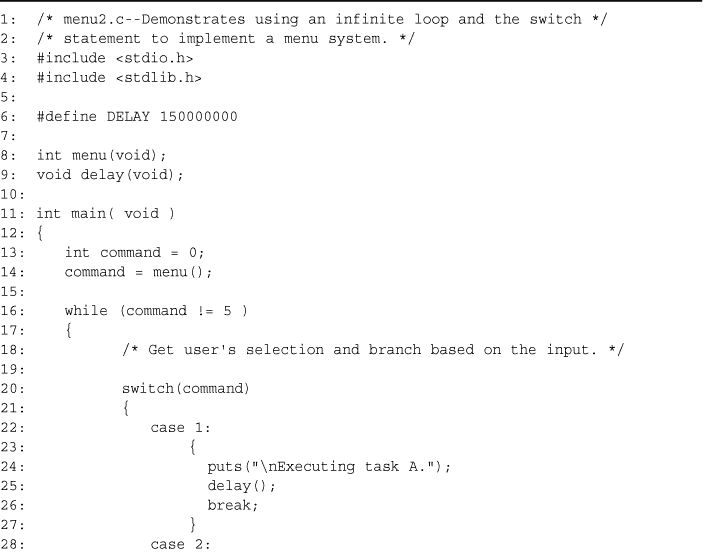 1: /* menu2.c--Demonstrates using an infinite loop and the switch */
2: /* statement to implement a menu system. */
3: #include <stdio.h>
4: #include <stdlib.h>
5:
6: #define DELAY 150000000
7:
8: int menu(void);
9: void delay(void);
10:
11: int main( void )
12: {
13:    int command = 0;
14:    command = menu();
15:
16:    while (command != 5 )
17:    {
18:          /* Get user's selection and branch based on the input. */
19:
20:          switch(command)
21:          {
22:             case 1:
23:                 {
24:                   puts("\nExecuting task A.");
25:                   delay();
26:                   break;
27:                 }
28:             case 2: